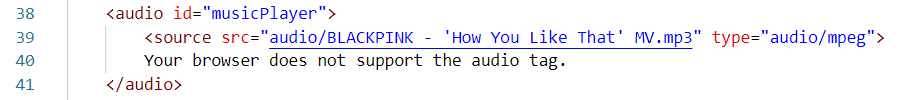 38 <audio id="musicPlayer">
39 <source src="audio/BLACKPINK - 'How You Like That' MV.mp3" type="audio/mpeg">
40 Your browser does not support the audio tag.
41 </audio>